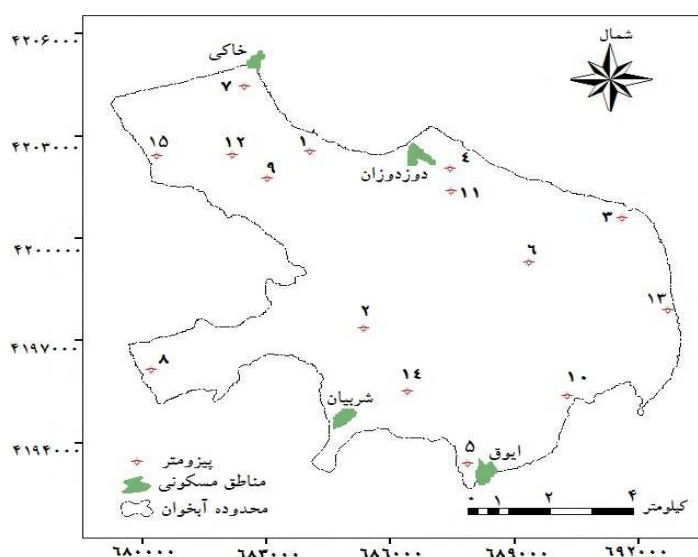 ۴۲۰۶۰۰۰
۴۲۰۳۰۰۰
۴۲۰۰۰۰۰
۴۱۹۷۰۰۰
۴۱۹۴۰۰۰
شمال
خاکی
۷
۱۵
۱۲
۹
۱
دوزدوزان
۴
۱۱
۳
۶
۱۳
۲
۸
۱۴
۱۰
شربیان
۵
ایوق
پیزومتر
مناطق مسکونی
محدوده آبخوان
۰ ۱ ۲ ۴
کیلومتر
۶۸۰۰۰۰ ۶۸۳۰۰۰ ۶۸۶۰۰۰ ۶۸۹۰۰۰ ۶۹۲۰۰۰